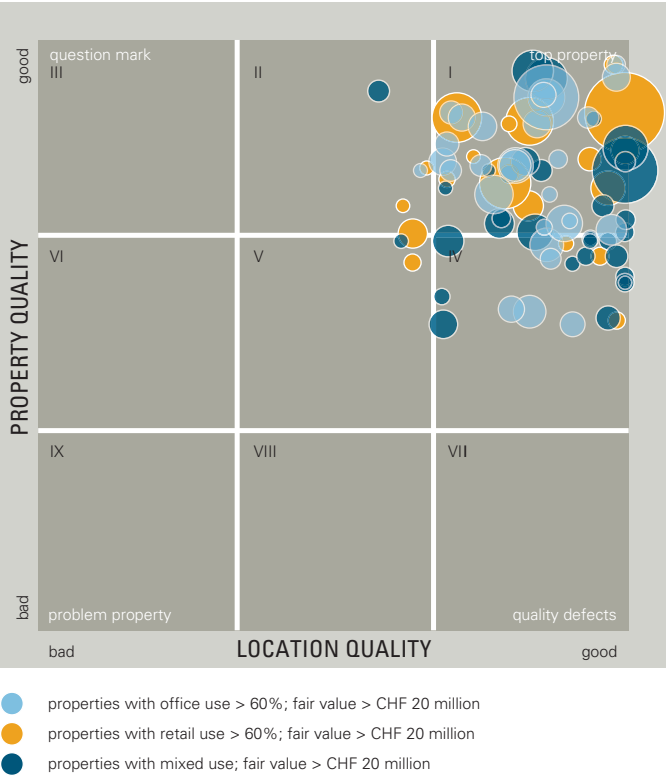 good
question mark
top property
III
II
I
VI
V
IV
PROPERTY QUALITY
IX
VIII
VII
bad
problem property
quality defects
bad
LOCATION QUALITY
good
properties with office use > 60%; fair value > CHF 20 million
properties with retail use > 60%; fair value > CHF 20 million
properties with mixed use; fair value > CHF 20 million